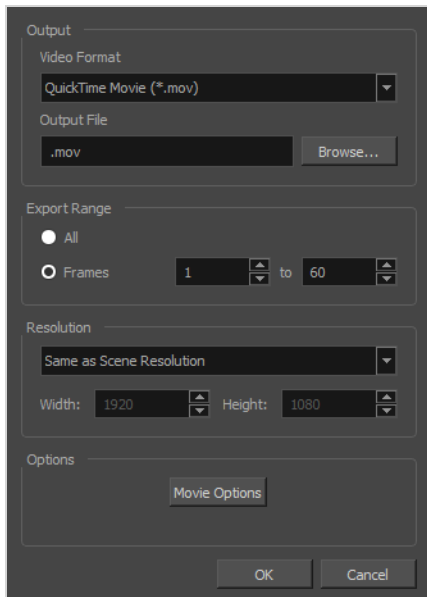 Output
Video Format
QuickTime Movie (*.mov)
Output File
.mov Browse...
Export Range
All
Frames 1 to 60
Resolution
Same as Scene Resolution
Width: 1920 Height: 1080
Options
Movie Options
OK Cancel